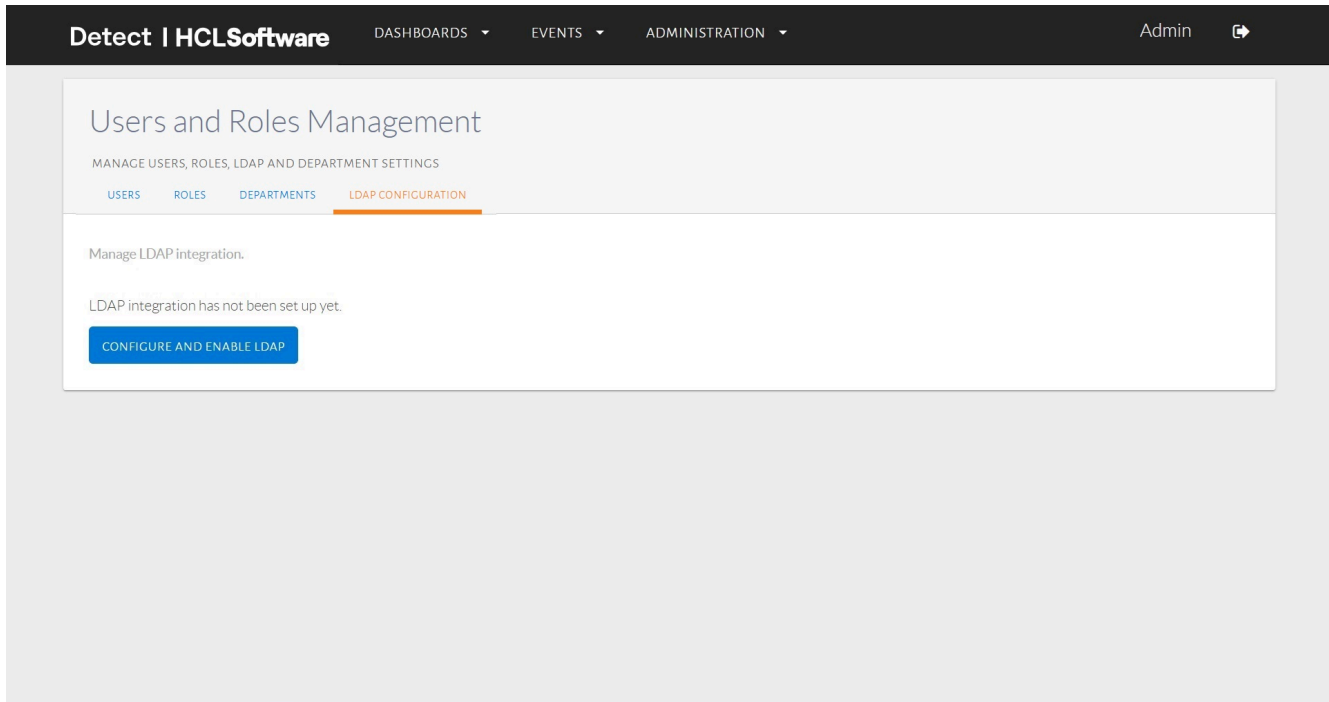 Detect | HCLSoftware DASHBOARDS EVENTS ADMINISTRATION Admin
Users and Roles Management
MANAGE USERS, ROLES, LDAP AND DEPARTMENT SETTINGS
USERS ROLES DEPARTMENTS LDAP CONFIGURATION
Manage LDAP integration.
LDAP integration has not been set up yet.
CONFIGURE AND ENABLE LDAP